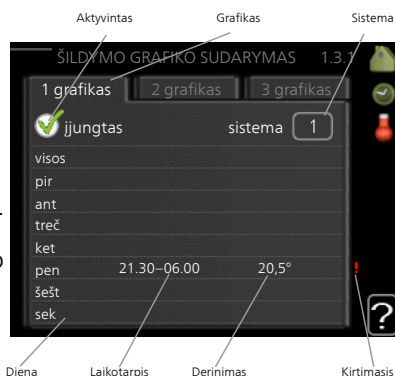 Aktyvintas Grafikas Sistema
ŠILDYMO GRAFIKO SUDARYMAS 1.3.1
1 grafikas 2 grafikas 3 grafikas
įjungtas sistema 1
visos
pir
ant
treč
ket
pen 21.30–06.00 20,5° !
šešt
sek
?
Diena Laikotarpis Derinimas Kirtimasis